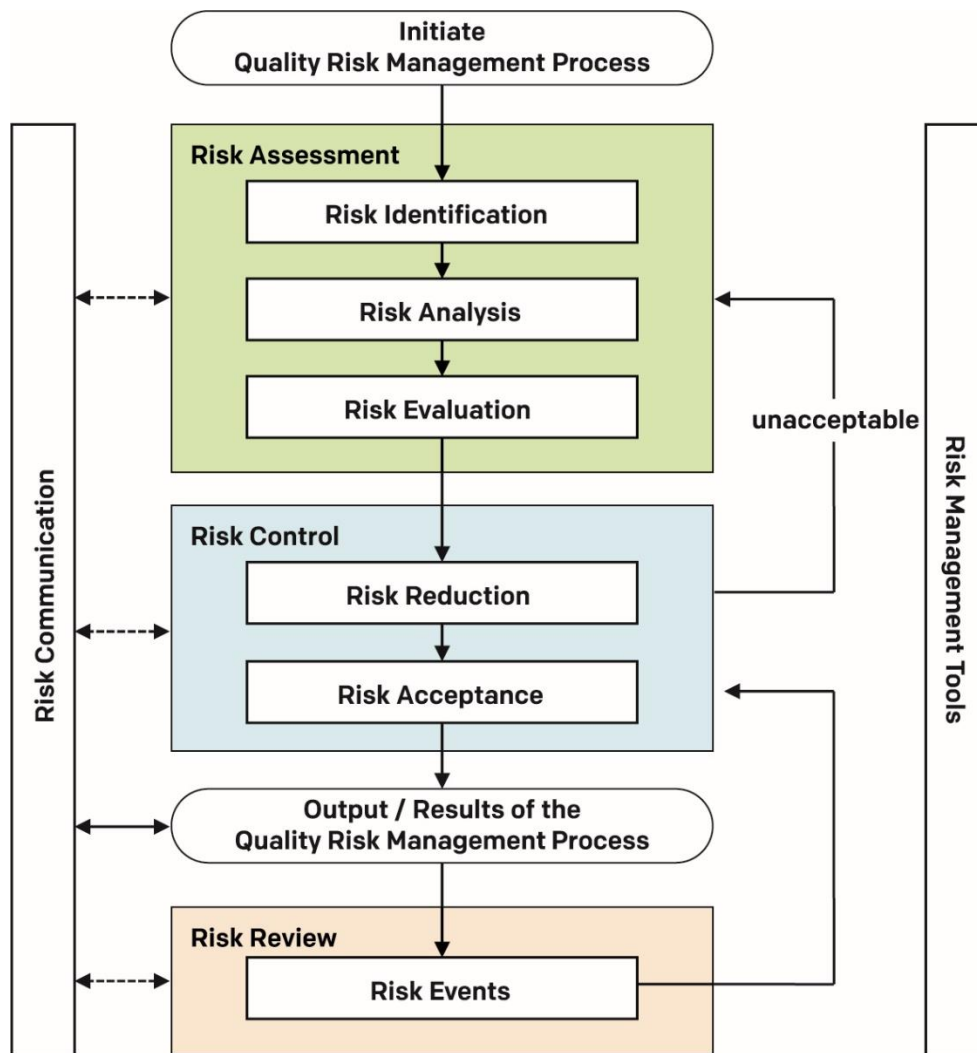 Initiate
Quality Risk Management Process
Risk Assessment
Risk Identification
Risk Analysis
Risk Evaluation
unacceptable
Risk Control
Risk Reduction
Risk Acceptance
Output / Results of the
Quality Risk Management Process
Risk Review
Risk Events
Risk Communication
Risk Management Tools